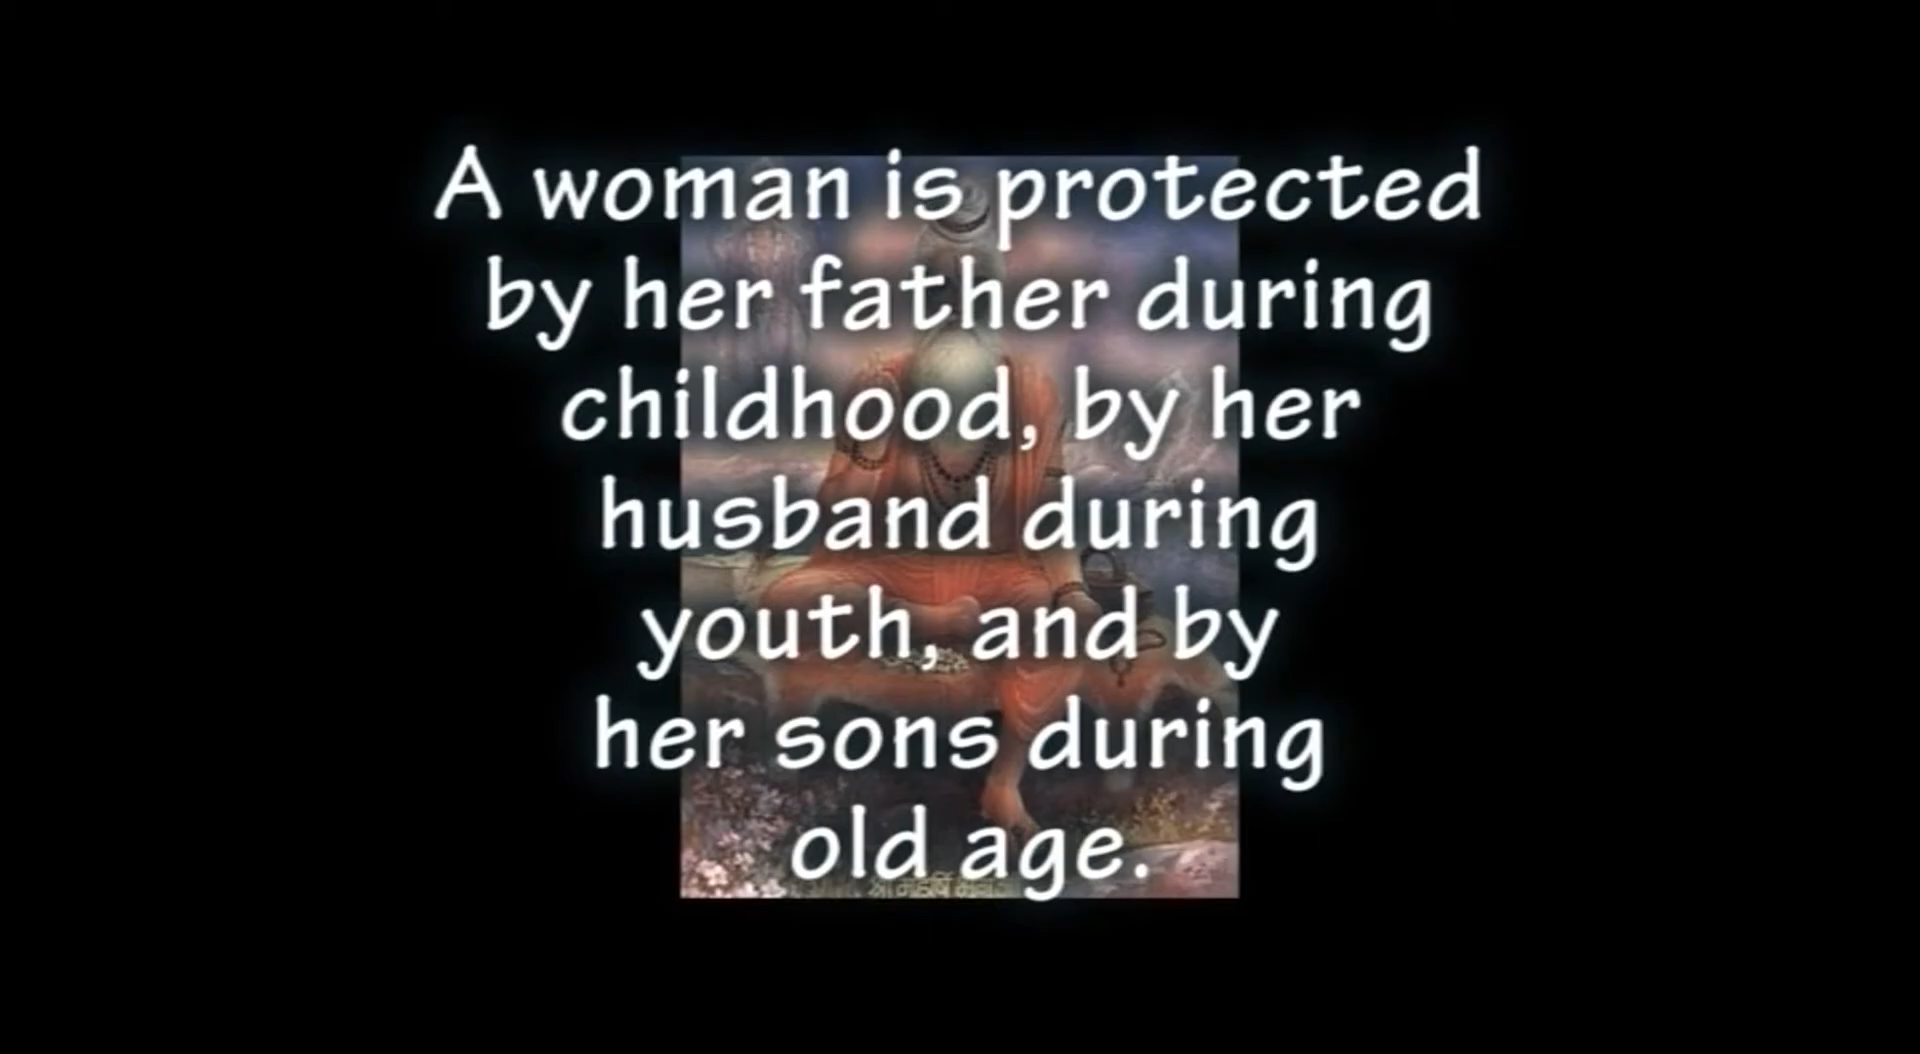 A woman is protected
by her father during
childhood, by her
husband during
youth, and by
her sons during
old age.